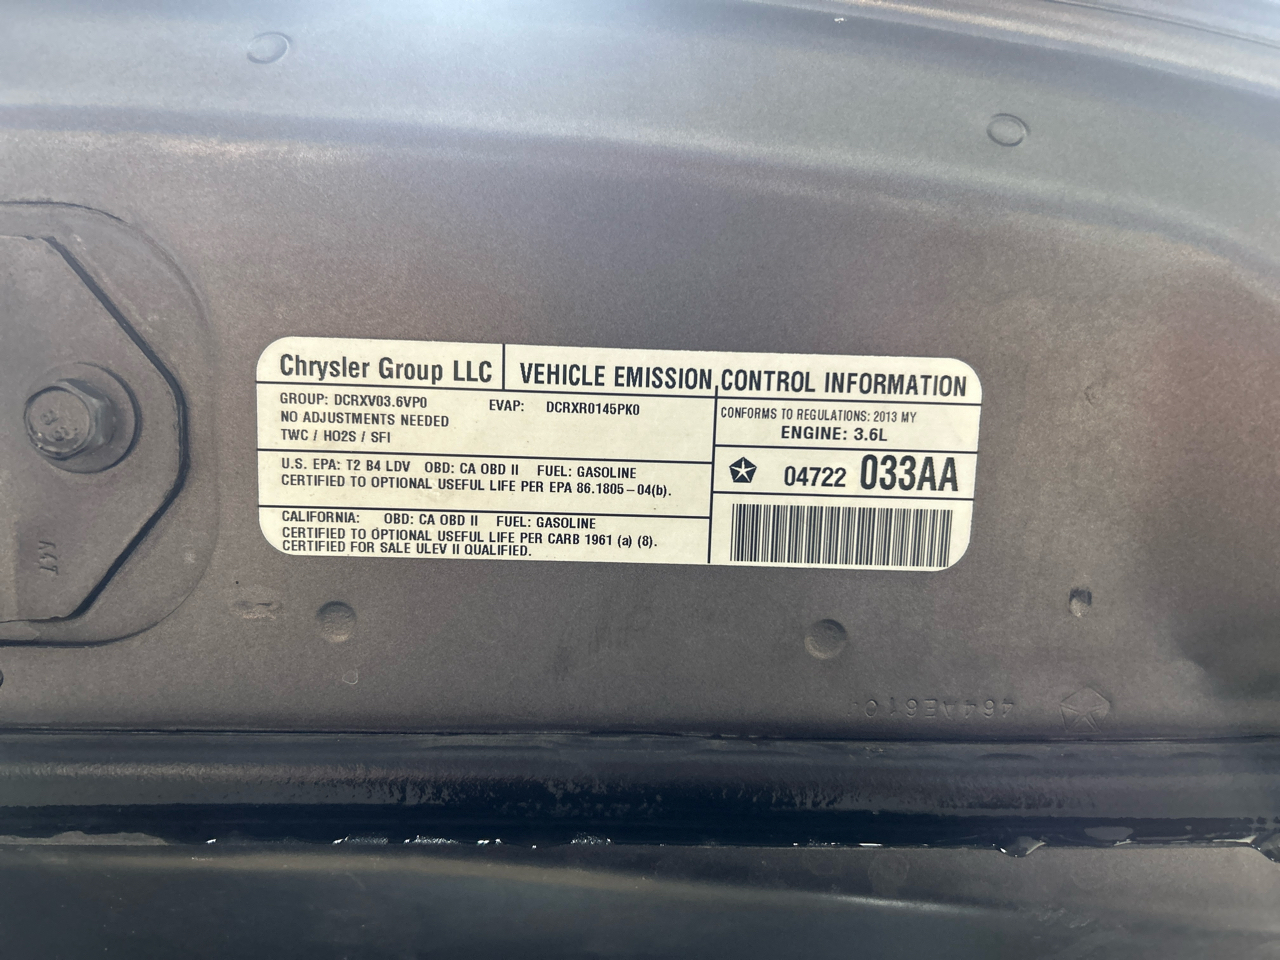 Chrysler Group LLC
VEHICLE EMISSION CONTROL INFORMATION
GROUP: DCRXV03.6VP0 EVAP: DCRXR0145PK0
NO ADJUSTMENTS NEEDED
TWC / HO2S / SFI
CONFORMS TO REGULATIONS: 2013 MY
ENGINE: 3.6L
U.S. EPA: T2 B4 LDV OBD: CA OBD II FUEL: GASOLINE
CERTIFIED TO OPTIONAL USEFUL LIFE PER EPA 86.1805-04(b).
04722 033AA
CALIFORNIA: OBD: CA OBD II FUEL: GASOLINE
CERTIFIED TO OPTIONAL USEFUL LIFE PER CARB 1961 (a) (8).
CERTIFIED FOR SALE ULEV II QUALIFIED.